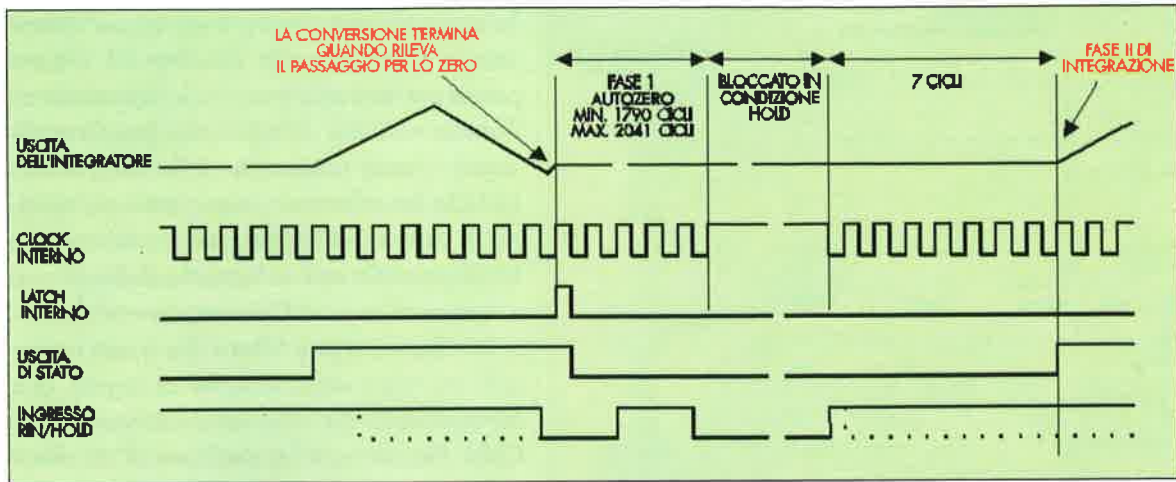 LA CONVERSIONE TERMINA
QUANDO RILEVA
IL PASSAGGIO PER LO ZERO
FASE 1
AUTOZERO
MIN. 1790 CICLI
MAX. 2041 CICLI
BLOCCATO IN
CONDIZIONE
HOLD
7 CICLI
FASE II DI
INTEGRAZIONE
USCITA
DELL'INTEGRATORE
CLOCK
INTERNO
LATCH
INTERNO
USCITA
DI STATO
INGRESSO
RIN/HOLD